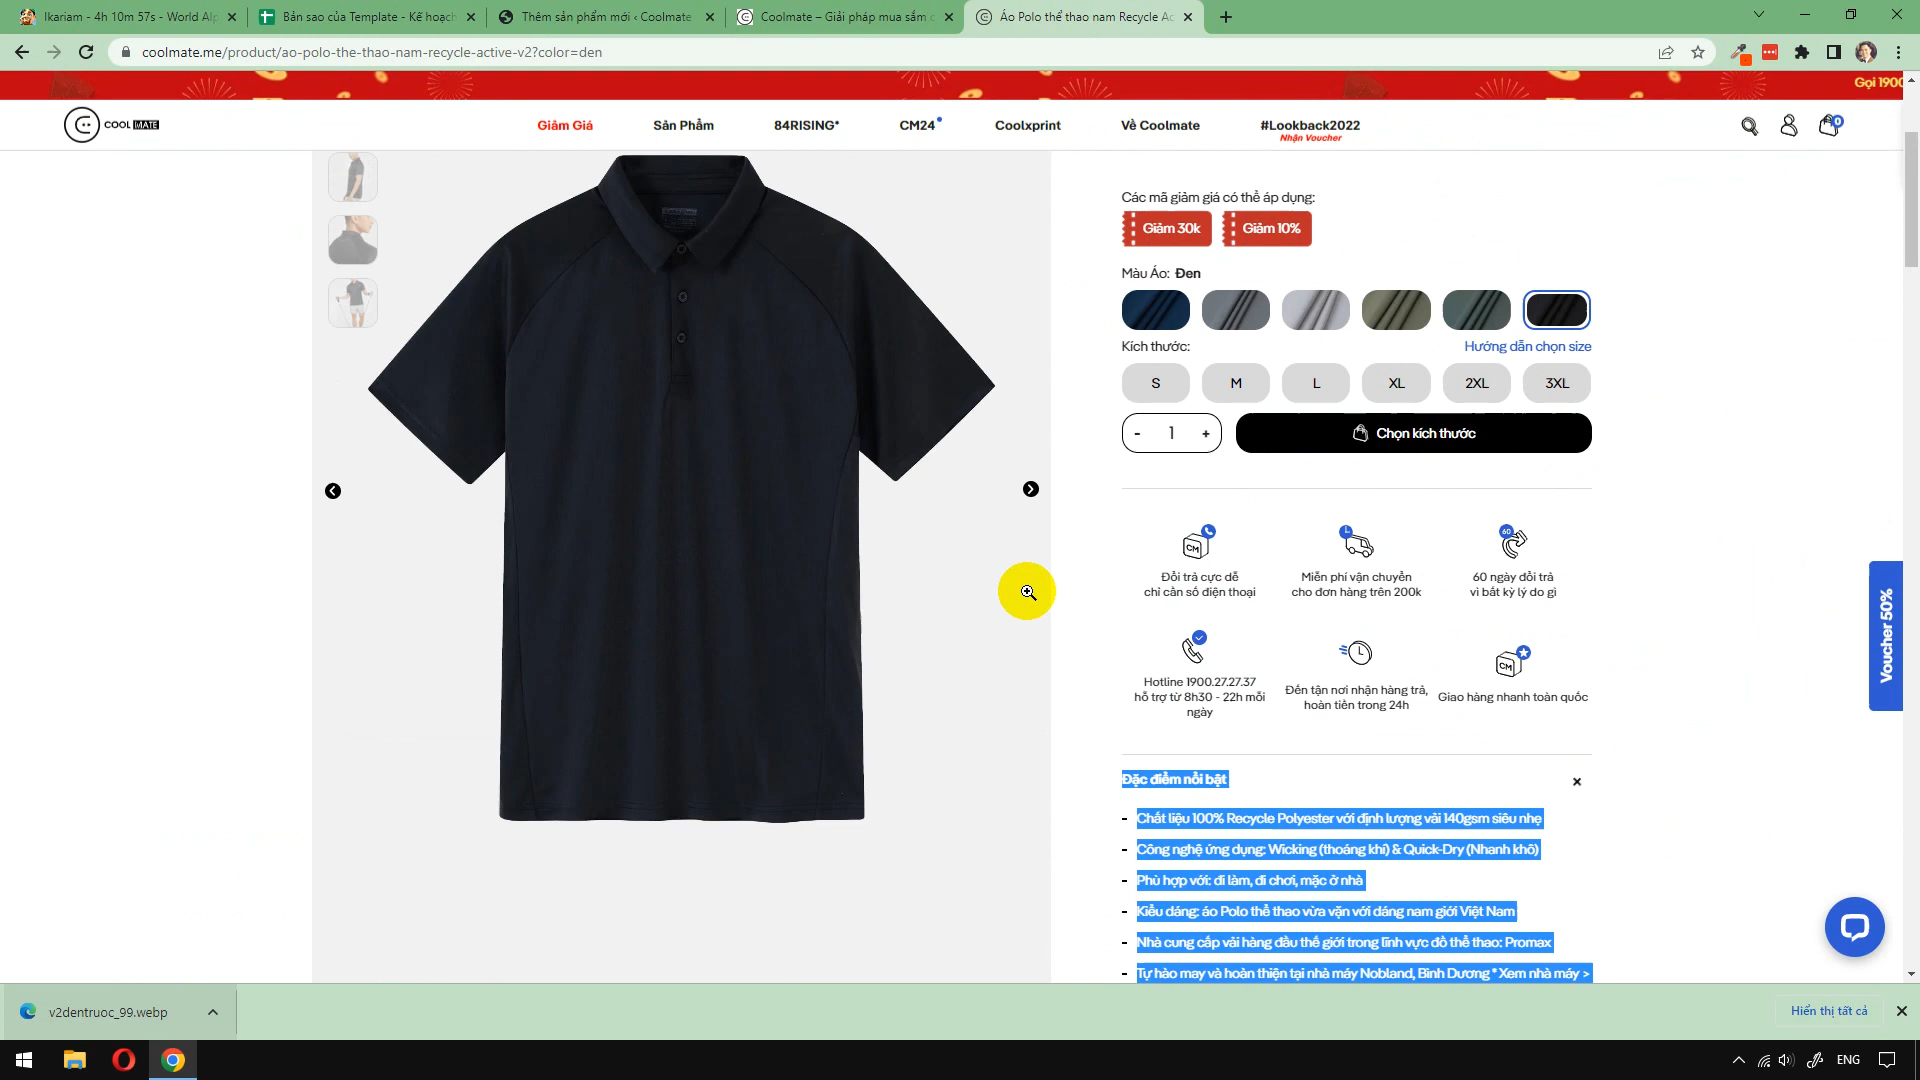 Ikariam - 4h 10m 57s - World Alp
Bản sao của Template - Kế hoạch
Thêm sản phẩm mới ‹ Coolmate
Coolmate – Giải pháp mua sắm c
Áo Polo thể thao nam Recycle Ac
coolmate.me/product/ao-polo-the-thao-nam-recycle-active-v2?color=den
Gọi 1900
COOL MATE
Giảm Giá
Sản Phẩm
84RISING*
CM24
Coolxprint
Về Coolmate
#Lookback2022
Nhận Voucher
0
Các mã giảm giá có thể áp dụng:
Giảm 30k
Giảm 10%
Màu Áo: Đen
Kích thước:
Hướng dẫn chọn size
S
M
L
XL
2XL
3XL
- 1 +
Chọn kích thước
CM
60
Đổi trả cực dễ
chỉ cần số điện thoại
Miễn phí vận chuyển
cho đơn hàng trên 200k
60 ngày đổi trả
vì bất kỳ lý do gì
CM
Hotline 1900.27.27.37
hỗ trợ từ 8h30 - 22h mỗi
ngày
Đến tận nơi nhận hàng trả,
hoàn tiền trong 24h
Giao hàng nhanh toàn quốc
Voucher 50%
Đặc điểm nổi bật
- Chất liệu 100% Recycle Polyester với định lượng vải 140gsm siêu nhẹ
- Công nghệ ứng dụng: Wicking (thoáng khí) & Quick-Dry (Nhanh khô)
- Phù hợp với: đi làm, đi chơi, mặc ở nhà
- Kiểu dáng: áo Polo thể thao vừa vặn với dáng nam giới Việt Nam
- Nhà cung cấp vải hàng đầu thế giới trong lĩnh vực đồ thể thao: Promax
- Tự hào may và hoàn thiện tại nhà máy Nobland, Bình Dương * Xem nhà máy >
v2dentruoc_99.webp
Hiển thị tất cả
ENG